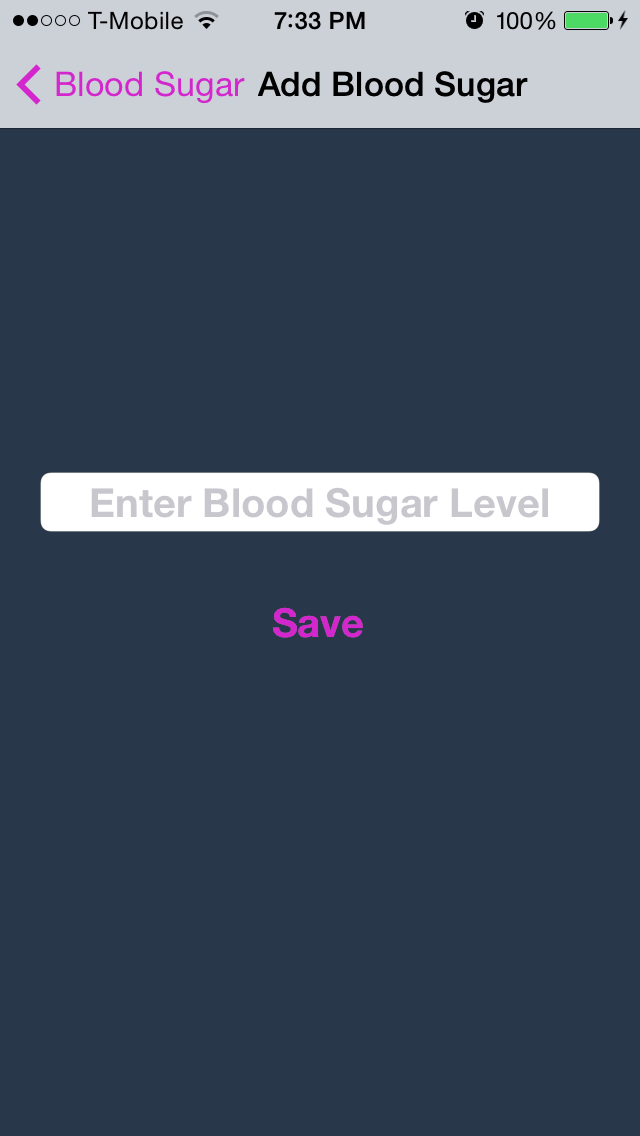 T-Mobile 7:33 PM 100%
Blood Sugar Add Blood Sugar
Enter Blood Sugar Level
Save